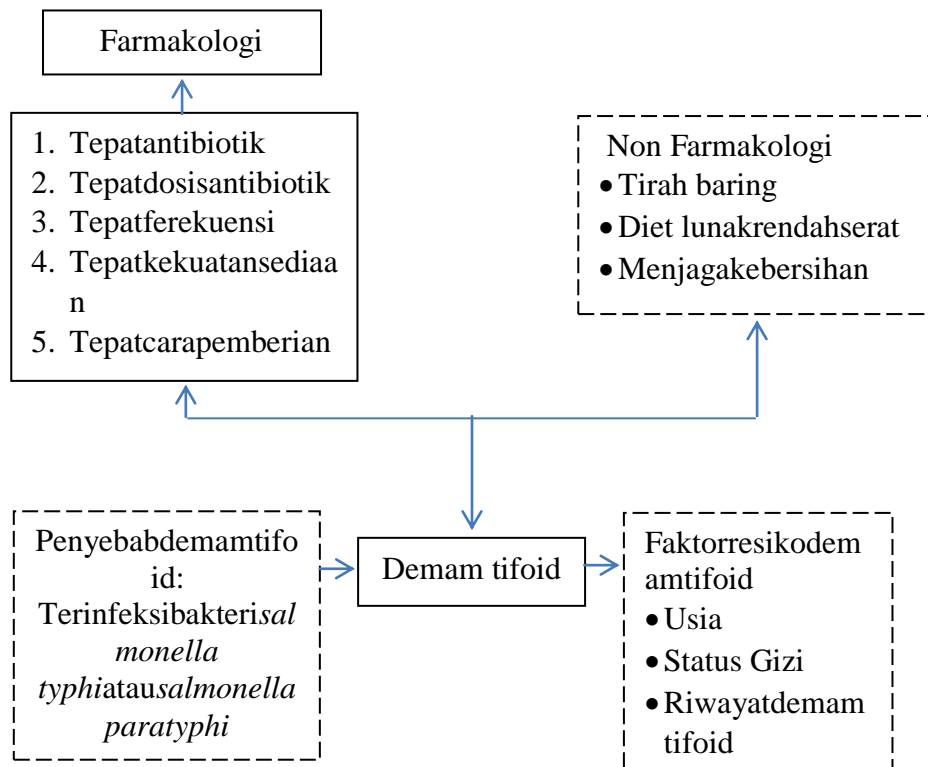 Farmakologi
1. Tepatantibiotik
2. Tepatdosisantibiotik
3. Tepatferekuensi
4. Tepatkekuatansediaa
n
5. Tepatcarapemberian
Non Farmakologi
• Tirah baring
• Diet lunakrendahserat
• Menjagakebersihan
Penyebabdemamtifo
id:
Terinfeksibakterisal
monella
typhiatausalmonella
paratyphi
Demam tifoid
Faktorresikodem
amtifoid
• Usia
• Status Gizi
• Riwayatdemam
tifoid